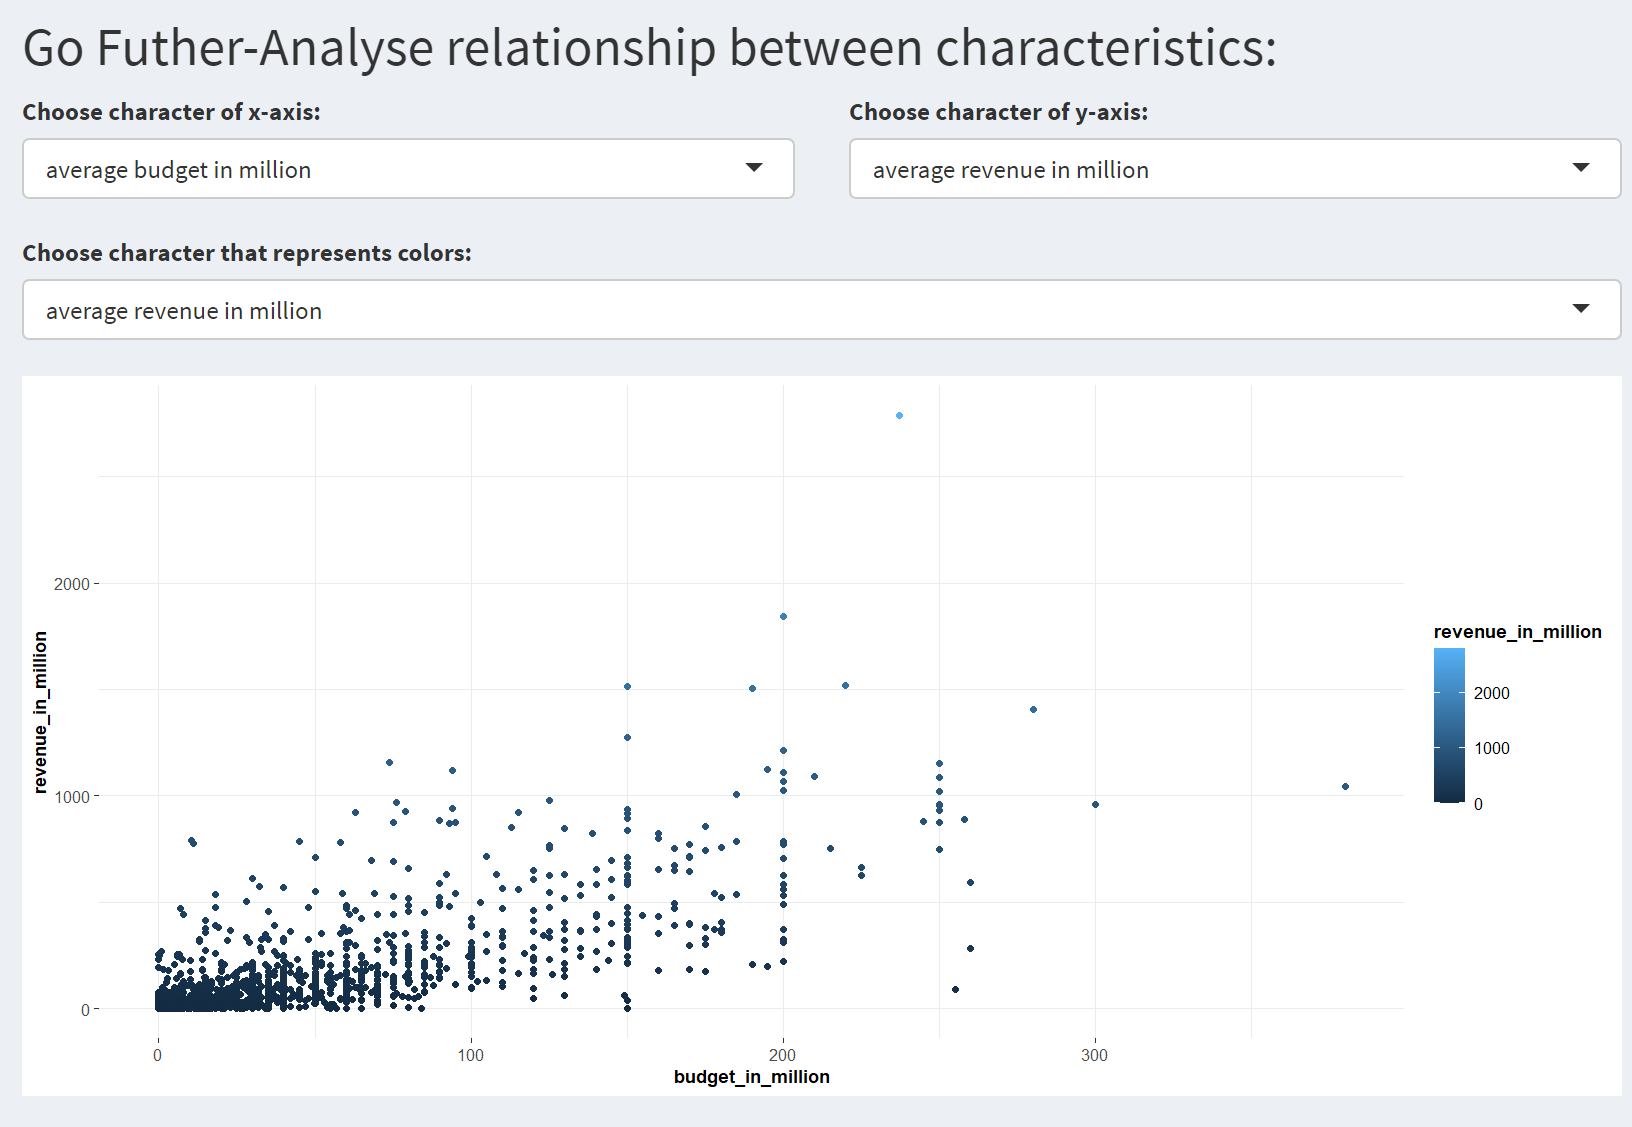 Go Futher-Analyse relationship between characteristics:
Choose character of x-axis:
Choose character of y-axis:
average budget in million
average revenue in million
Choose character that represents colors:
average revenue in million
2000
1000
0
revenue_in_million
0
100
200
300
budget_in_million
revenue_in_million
2000
1000
0